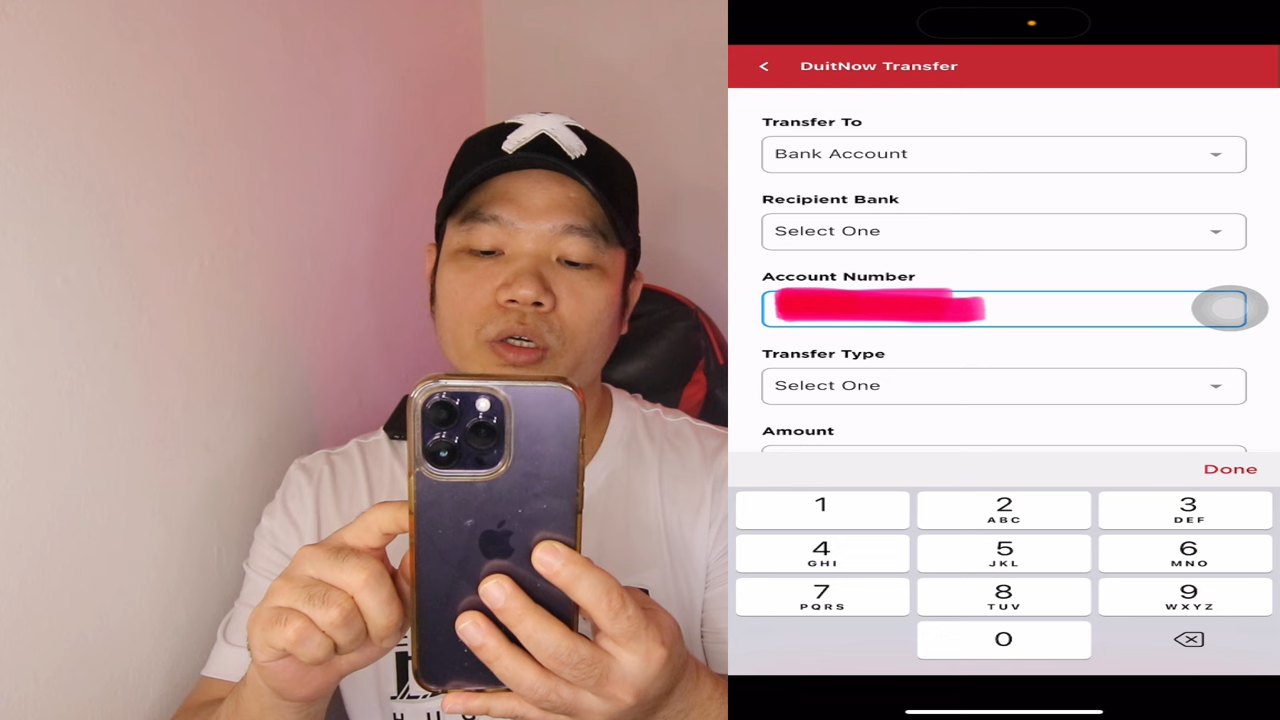 DuitNow Transfer
Transfer To
Bank Account
Recipient Bank
Select One
Account Number
Transfer Type
Select One
Amount
Done
1
2
ABC
3
DEF
4
GHI
5
JKL
6
MNO
7
PQRS
8
TUV
9
WXYZ
0